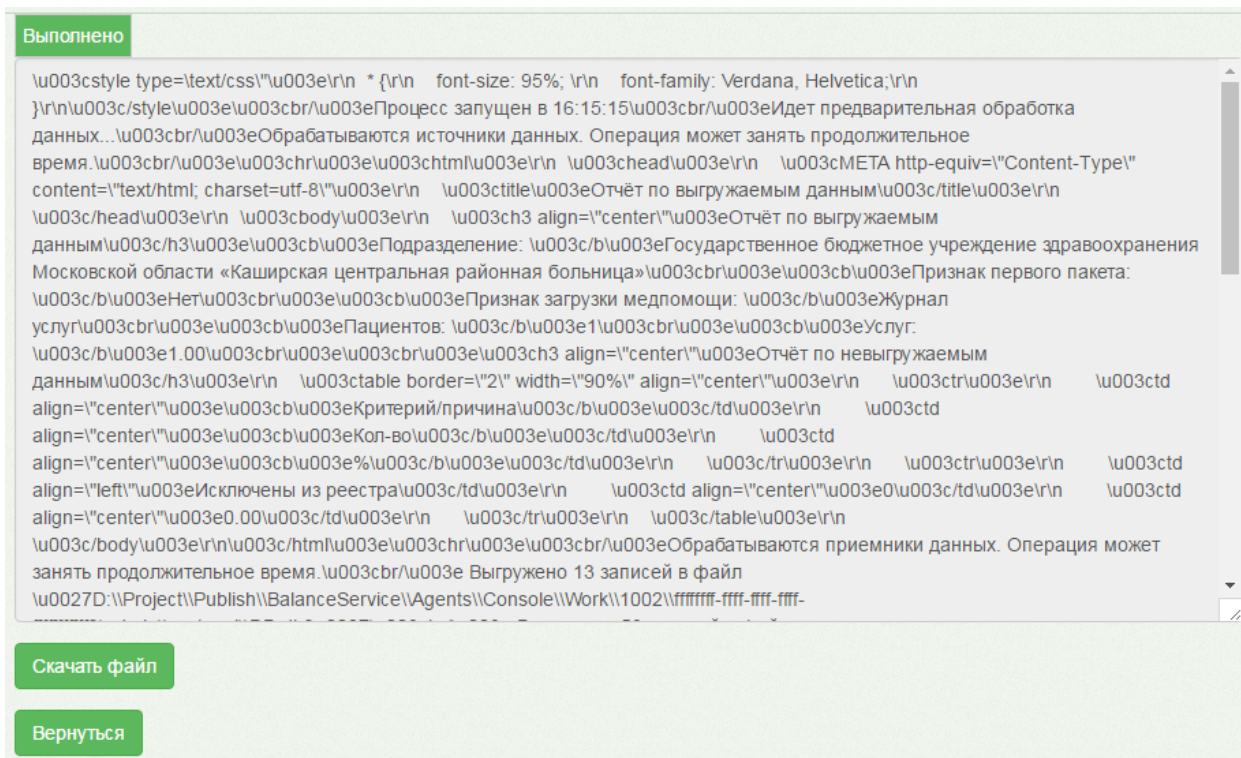 Выполнено
\u003cstyle type=\text/css\"\u003e\r\n * {\r\n font-size: 95%; \r\n font-family: Verdana, Helvetica;\r\n
}\r\n\u003c/style\u003e\u003cbr/\u003eПроцесс запущен в 16:15:15\u003cbr/\u003eИдет предварительная обработка
данных...\u003cbr/\u003eОбрабатываются источники данных. Операция может занять продолжительное
время.\u003cbr/\u003e\u003chr\u003e\u003chtml\u003e\r\n \u003chead\u003e\r\n \u003cMETA http-equiv=\"Content-Type\"
content=\"text/html; charset=utf-8\"\u003e\r\n \u003ctitle\u003eОтчёт по выгружаемым данным\u003c/title\u003e\r\n
\u003c/head\u003e\r\n \u003cbody\u003e\r\n \u003ch3 align=\"center\"\u003eОтчёт по выгружаемым
данным\u003c/h3\u003e\u003cb\u003eПодразделение: \u003c/b\u003eГосударственное бюджетное учреждение здравоохранения
Московской области «Каширская центральная районная больница»\u003cbr\u003e\u003cb\u003eПризнак первого пакета:
\u003c/b\u003eНет\u003cbr\u003e\u003cb\u003eПризнак загрузки медпомощи: \u003c/b\u003eЖурнал
услуг\u003cbr\u003e\u003cb\u003eПациентов: \u003c/b\u003e1\u003cbr\u003e\u003cb\u003eУслуг:
\u003c/b\u003e1.00\u003cbr\u003e\u003cbr\u003e\u003ch3 align=\"center\"\u003eОтчёт по невыгружаемым
данным\u003c/h3\u003e\r\n \u003ctable border=\"2\" width=\"90%\" align=\"center\"\u003e\r\n \u003ctr\u003e\r\n \u003ctd
align=\"center\"\u003e\u003cb\u003eКритерий/причина\u003c/b\u003e\u003c/td\u003e\r\n \u003ctd
align=\"center\"\u003e\u003cb\u003eКол-во\u003c/b\u003e\u003c/td\u003e\r\n \u003ctd
align=\"center\"\u003e\u003cb\u003e%\u003c/b\u003e\u003c/td\u003e\r\n \u003c/tr\u003e\r\n \u003ctr\u003e\r\n \u003ctd
align=\"left\"\u003eИсключены из реестра\u003c/td\u003e\r\n \u003ctd align=\"center\"\u003e0\u003c/td\u003e\r\n \u003ctd
align=\"center\"\u003e0.00\u003c/td\u003e\r\n \u003c/tr\u003e\r\n \u003c/table\u003e\r\n
\u003c/body\u003e\r\n\u003c/html\u003e\u003chr\u003e\u003cbr/\u003eОбрабатываются приемники данных. Операция может
занять продолжительное время.\u003cbr/\u003e Выгружено 13 записей в файл
\u0027D:\\Project\\Publish\\BalanceService\\Agents\\Console\\Work\\1002\\ffffffff-ffff-ffff-ffff-
Скачать файл
Вернуться